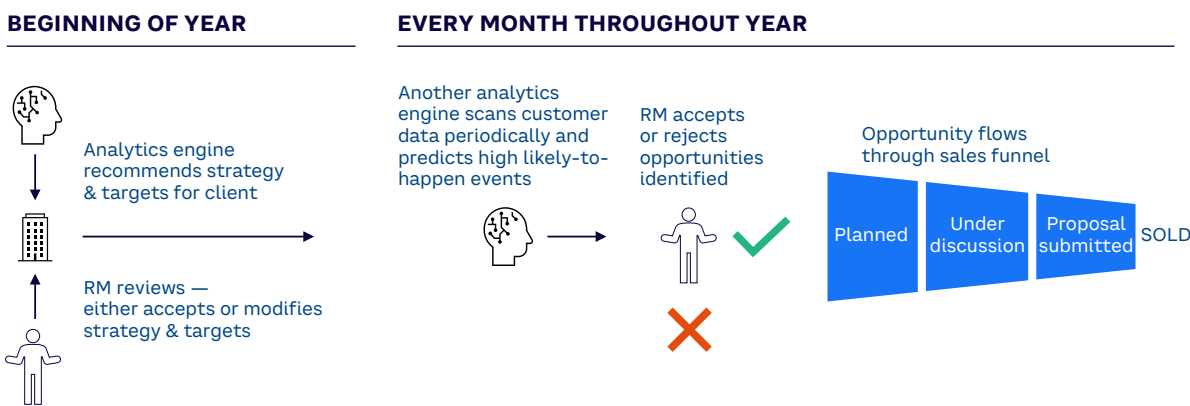 BEGINNING OF YEAR
Analytics engine
recommends strategy
& targets for client
RM reviews —
either accepts or modifies
strategy & targets
EVERY MONTH THROUGHOUT YEAR
Another analytics
engine scans customer
data periodically and
predicts high likely-to-
happen events
RM accepts
or rejects
opportunities
identified
Opportunity flows
through sales funnel
Planned
Under
discussion
Proposal
submitted
SOLD